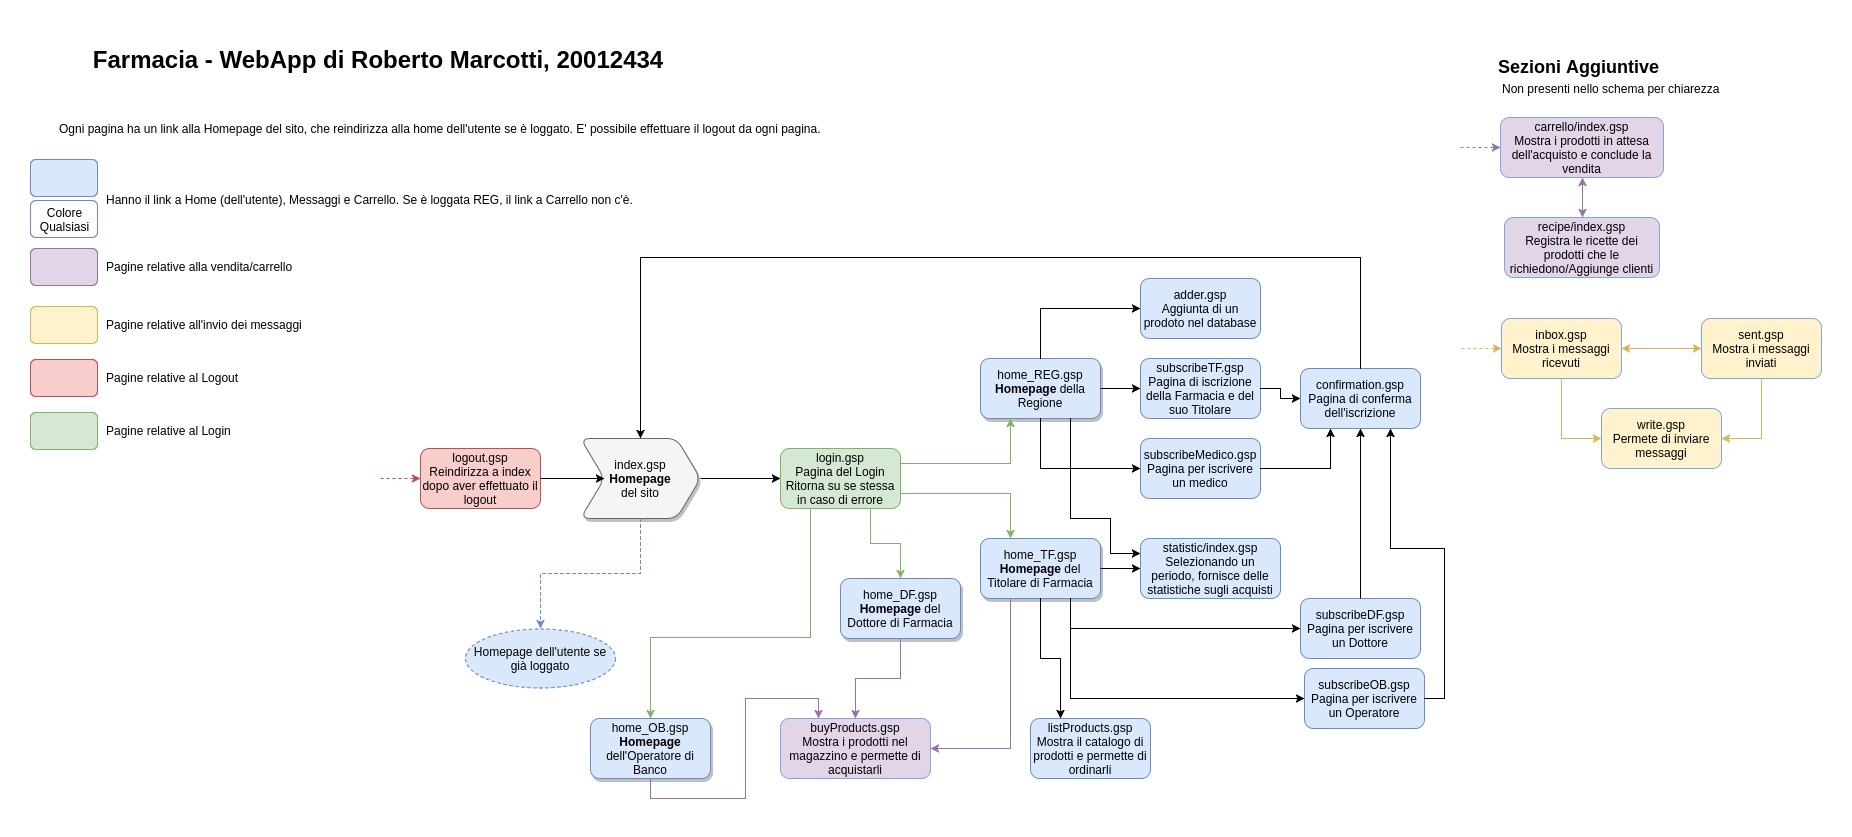 Farmacia - WebApp di Roberto Marcotti, 20012434
Ogni pagina ha un link alla Homepage del sito, che reindirizza alla home dell'utente se è loggato. E' possibile effettuare il logout da ogni pagina.
Colore
Qualsiasi
Hanno il link a Home (dell'utente), Messaggi e Carrello. Se è loggata REG, il link a Carrello non c'è.
Pagine relative alla vendita/carrello
Pagine relative all'invio dei messaggi
Pagine relative al Logout
Pagine relative al Login
logout.gsp
Reindirizza a index
dopo aver effettuato il
logout
index.gsp
Homepage
del sito
Homepage dell'utente se
già loggato
login.gsp
Pagina del Login
Ritorna su se stessa
in caso di errore
home_REG.gsp
Homepage della
Regione
home_TF.gsp
Homepage del
Titolare di Farmacia
home_DF.gsp
Homepage del
Dottore di Farmacia
home_OB.gsp
Homepage
dell'Operatore di
Banco
buyProducts.gsp
Mostra i prodotti nel
magazzino e permette di
acquistarli
listProducts.gsp
Mostra il catalogo di
prodotti e permette di
ordinarli
adder.gsp
Aggiunta di un
prodoto nel database
subscribeTF.gsp
Pagina di iscrizione
della Farmacia e del
suo Titolare
subscribeMedico.gsp
Pagina per iscrivere
un medico
statistic/index.gsp
Selezionando un
periodo, fornisce delle
statistiche sugli acquisti
confirmation.gsp
Pagina di conferma
dell'iscrizione
subscribeDF.gsp
Pagina per iscrivere
un Dottore
subscribeOB.gsp
Pagina per iscrivere
un Operatore
Sezioni Aggiuntive
Non presenti nello schema per chiarezza
carrello/index.gsp
Mostra i prodotti in attesa
dell'acquisto e conclude la
vendita
recipe/index.gsp
Registra le ricette dei
prodotti che le
richiedono/Aggiunge clienti
inbox.gsp
Mostra i messaggi
ricevuti
sent.gsp
Mostra i messaggi
inviati
write.gsp
Permete di inviare
messaggi